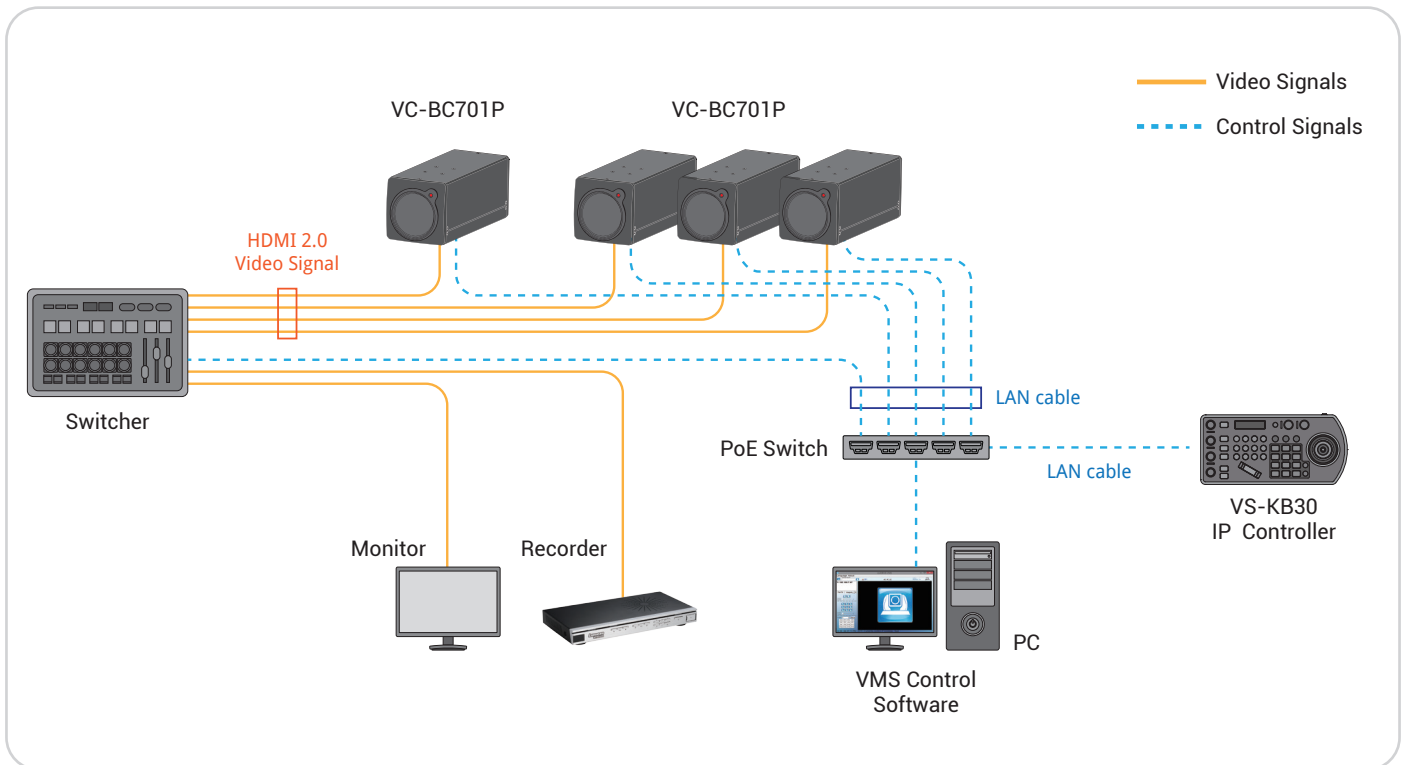 VC-BC701P
VC-BC701P
Video Signals
Control Signals
HDMI 2.0
Video Signal
Switcher
LAN cable
PoE Switch
LAN cable
VS-KB30
IP Controller
Monitor
Recorder
PC
VMS Control
Software